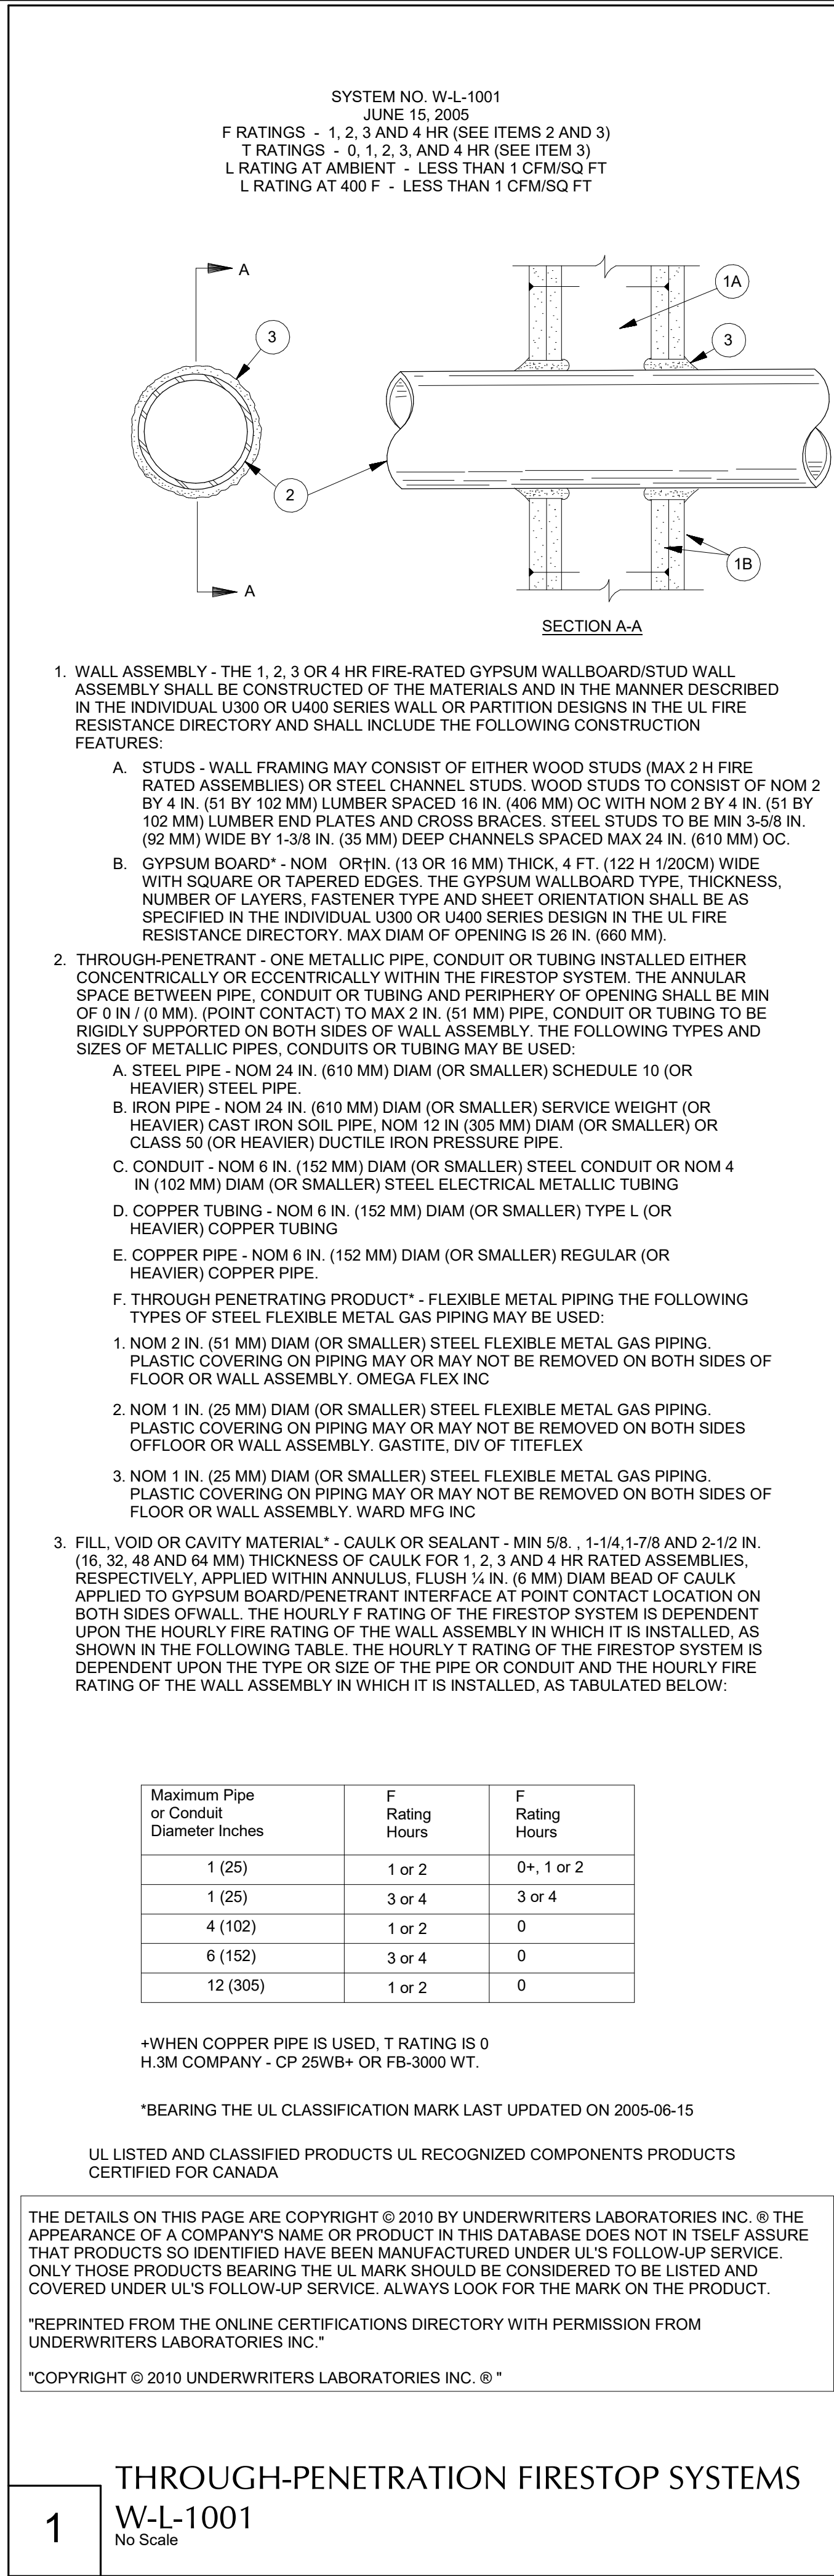 SYSTEM NO. W-L-1001
JUNE 15, 2005
F RATINGS - 1, 2, 3 AND 4 HR (SEE ITEMS 2 AND 3)
T RATINGS - 0, 1, 2, 3, AND 4 HR (SEE ITEM 3)
L RATING AT AMBIENT - LESS THAN 1 CFM/SQ FT
L RATING AT 400 F - LESS THAN 1 CFM/SQ FT
A
1A
3
3
2
1B
A
SECTION A-A
1. WALL ASSEMBLY - THE 1, 2, 3 OR 4 HR FIRE-RATED GYPSUM WALLBOARD/STUD WALL
ASSEMBLY SHALL BE CONSTRUCTED OF THE MATERIALS AND IN THE MANNER DESCRIBED
IN THE INDIVIDUAL U300 OR U400 SERIES WALL OR PARTITION DESIGNS IN THE UL FIRE
RESISTANCE DIRECTORY AND SHALL INCLUDE THE FOLLOWING CONSTRUCTION
FEATURES:
A. STUDS - WALL FRAMING MAY CONSIST OF EITHER WOOD STUDS (MAX 2 H FIRE
RATED ASSEMBLIES) OR STEEL CHANNEL STUDS. WOOD STUDS TO CONSIST OF NOM 2
BY 4 IN. (51 BY 102 MM) LUMBER SPACED 16 IN. (406 MM) OC WITH NOM 2 BY 4 IN. (51 BY
102 MM) LUMBER END PLATES AND CROSS BRACES. STEEL STUDS TO BE MIN 3-5/8 IN.
(92 MM) WIDE BY 1-3/8 IN. (35 MM) DEEP CHANNELS SPACED MAX 24 IN. (610 MM) OC.
B. GYPSUM BOARD* - NOM OR†IN. (13 OR 16 MM) THICK, 4 FT. (122 H 1/20CM) WIDE
WITH SQUARE OR TAPERED EDGES. THE GYPSUM WALLBOARD TYPE, THICKNESS,
NUMBER OF LAYERS, FASTENER TYPE AND SHEET ORIENTATION SHALL BE AS
SPECIFIED IN THE INDIVIDUAL U300 OR U400 SERIES DESIGN IN THE UL FIRE
RESISTANCE DIRECTORY. MAX DIAM OF OPENING IS 26 IN. (660 MM).
2. THROUGH-PENETRANT - ONE METALLIC PIPE, CONDUIT OR TUBING INSTALLED EITHER
CONCENTRICALLY OR ECCENTRICALLY WITHIN THE FIRESTOP SYSTEM. THE ANNULAR
SPACE BETWEEN PIPE, CONDUIT OR TUBING AND PERIPHERY OF OPENING SHALL BE MIN
OF 0 IN / (0 MM). (POINT CONTACT) TO MAX 2 IN. (51 MM) PIPE, CONDUIT OR TUBING TO BE
RIGIDLY SUPPORTED ON BOTH SIDES OF WALL ASSEMBLY. THE FOLLOWING TYPES AND
SIZES OF METALLIC PIPES, CONDUITS OR TUBING MAY BE USED:
A. STEEL PIPE - NOM 24 IN. (610 MM) DIAM (OR SMALLER) SCHEDULE 10 (OR
HEAVIER) STEEL PIPE.
B. IRON PIPE - NOM 24 IN. (610 MM) DIAM (OR SMALLER) SERVICE WEIGHT (OR
HEAVIER) CAST IRON SOIL PIPE, NOM 12 IN (305 MM) DIAM (OR SMALLER) OR
CLASS 50 (OR HEAVIER) DUCTILE IRON PRESSURE PIPE.
C. CONDUIT - NOM 6 IN. (152 MM) DIAM (OR SMALLER) STEEL CONDUIT OR NOM 4
IN (102 MM) DIAM (OR SMALLER) STEEL ELECTRICAL METALLIC TUBING
D. COPPER TUBING - NOM 6 IN. (152 MM) DIAM (OR SMALLER) TYPE L (OR
HEAVIER) COPPER TUBING
E. COPPER PIPE - NOM 6 IN. (152 MM) DIAM (OR SMALLER) REGULAR (OR
HEAVIER) COPPER PIPE.
F. THROUGH PENETRATING PRODUCT* - FLEXIBLE METAL PIPING THE FOLLOWING
TYPES OF STEEL FLEXIBLE METAL GAS PIPING MAY BE USED:
1. NOM 2 IN. (51 MM) DIAM (OR SMALLER) STEEL FLEXIBLE METAL GAS PIPING.
PLASTIC COVERING ON PIPING MAY OR MAY NOT BE REMOVED ON BOTH SIDES OF
FLOOR OR WALL ASSEMBLY. OMEGA FLEX INC
2. NOM 1 IN. (25 MM) DIAM (OR SMALLER) STEEL FLEXIBLE METAL GAS PIPING.
PLASTIC COVERING ON PIPING MAY OR MAY NOT BE REMOVED ON BOTH SIDES
OFFLOOR OR WALL ASSEMBLY. GASTITE, DIV OF TITEFLEX
3. NOM 1 IN. (25 MM) DIAM (OR SMALLER) STEEL FLEXIBLE METAL GAS PIPING.
PLASTIC COVERING ON PIPING MAY OR MAY NOT BE REMOVED ON BOTH SIDES OF
FLOOR OR WALL ASSEMBLY. WARD MFG INC
3. FILL, VOID OR CAVITY MATERIAL* - CAULK OR SEALANT - MIN 5/8. , 1-1/4,1-7/8 AND 2-1/2 IN.
(16, 32, 48 AND 64 MM) THICKNESS OF CAULK FOR 1, 2, 3 AND 4 HR RATED ASSEMBLIES,
RESPECTIVELY, APPLIED WITHIN ANNULUS, FLUSH ¼ IN. (6 MM) DIAM BEAD OF CAULK
APPLIED TO GYPSUM BOARD/PENETRANT INTERFACE AT POINT CONTACT LOCATION ON
BOTH SIDES OFWALL. THE HOURLY F RATING OF THE FIRESTOP SYSTEM IS DEPENDENT
UPON THE HOURLY FIRE RATING OF THE WALL ASSEMBLY IN WHICH IT IS INSTALLED, AS
SHOWN IN THE FOLLOWING TABLE. THE HOURLY T RATING OF THE FIRESTOP SYSTEM IS
DEPENDENT UPON THE TYPE OR SIZE OF THE PIPE OR CONDUIT AND THE HOURLY FIRE
RATING OF THE WALL ASSEMBLY IN WHICH IT IS INSTALLED, AS TABULATED BELOW:
Maximum Pipe or Conduit Diameter Inches F Rating Hours F Rating Hours
1 (25) 1 or 2 0+, 1 or 2
1 (25) 3 or 4 3 or 4
4 (102) 1 or 2 0
6 (152) 3 or 4 0
12 (305) 1 or 2 0
+WHEN COPPER PIPE IS USED, T RATING IS 0
H.3M COMPANY - CP 25WB+ OR FB-3000 WT.
*BEARING THE UL CLASSIFICATION MARK LAST UPDATED ON 2005-06-15
UL LISTED AND CLASSIFIED PRODUCTS UL RECOGNIZED COMPONENTS PRODUCTS
CERTIFIED FOR CANADA
THE DETAILS ON THIS PAGE ARE COPYRIGHT © 2010 BY UNDERWRITERS LABORATORIES INC. ® THE
APPEARANCE OF A COMPANY'S NAME OR PRODUCT IN THIS DATABASE DOES NOT IN TSELF ASSURE
THAT PRODUCTS SO IDENTIFIED HAVE BEEN MANUFACTURED UNDER UL'S FOLLOW-UP SERVICE.
ONLY THOSE PRODUCTS BEARING THE UL MARK SHOULD BE CONSIDERED TO BE LISTED AND
COVERED UNDER UL'S FOLLOW-UP SERVICE. ALWAYS LOOK FOR THE MARK ON THE PRODUCT.
"REPRINTED FROM THE ONLINE CERTIFICATIONS DIRECTORY WITH PERMISSION FROM
UNDERWRITERS LABORATORIES INC."
"COPYRIGHT © 2010 UNDERWRITERS LABORATORIES INC. ® "
THROUGH-PENETRATION FIRESTOP SYSTEMS
1
W-L-1001
No Scale